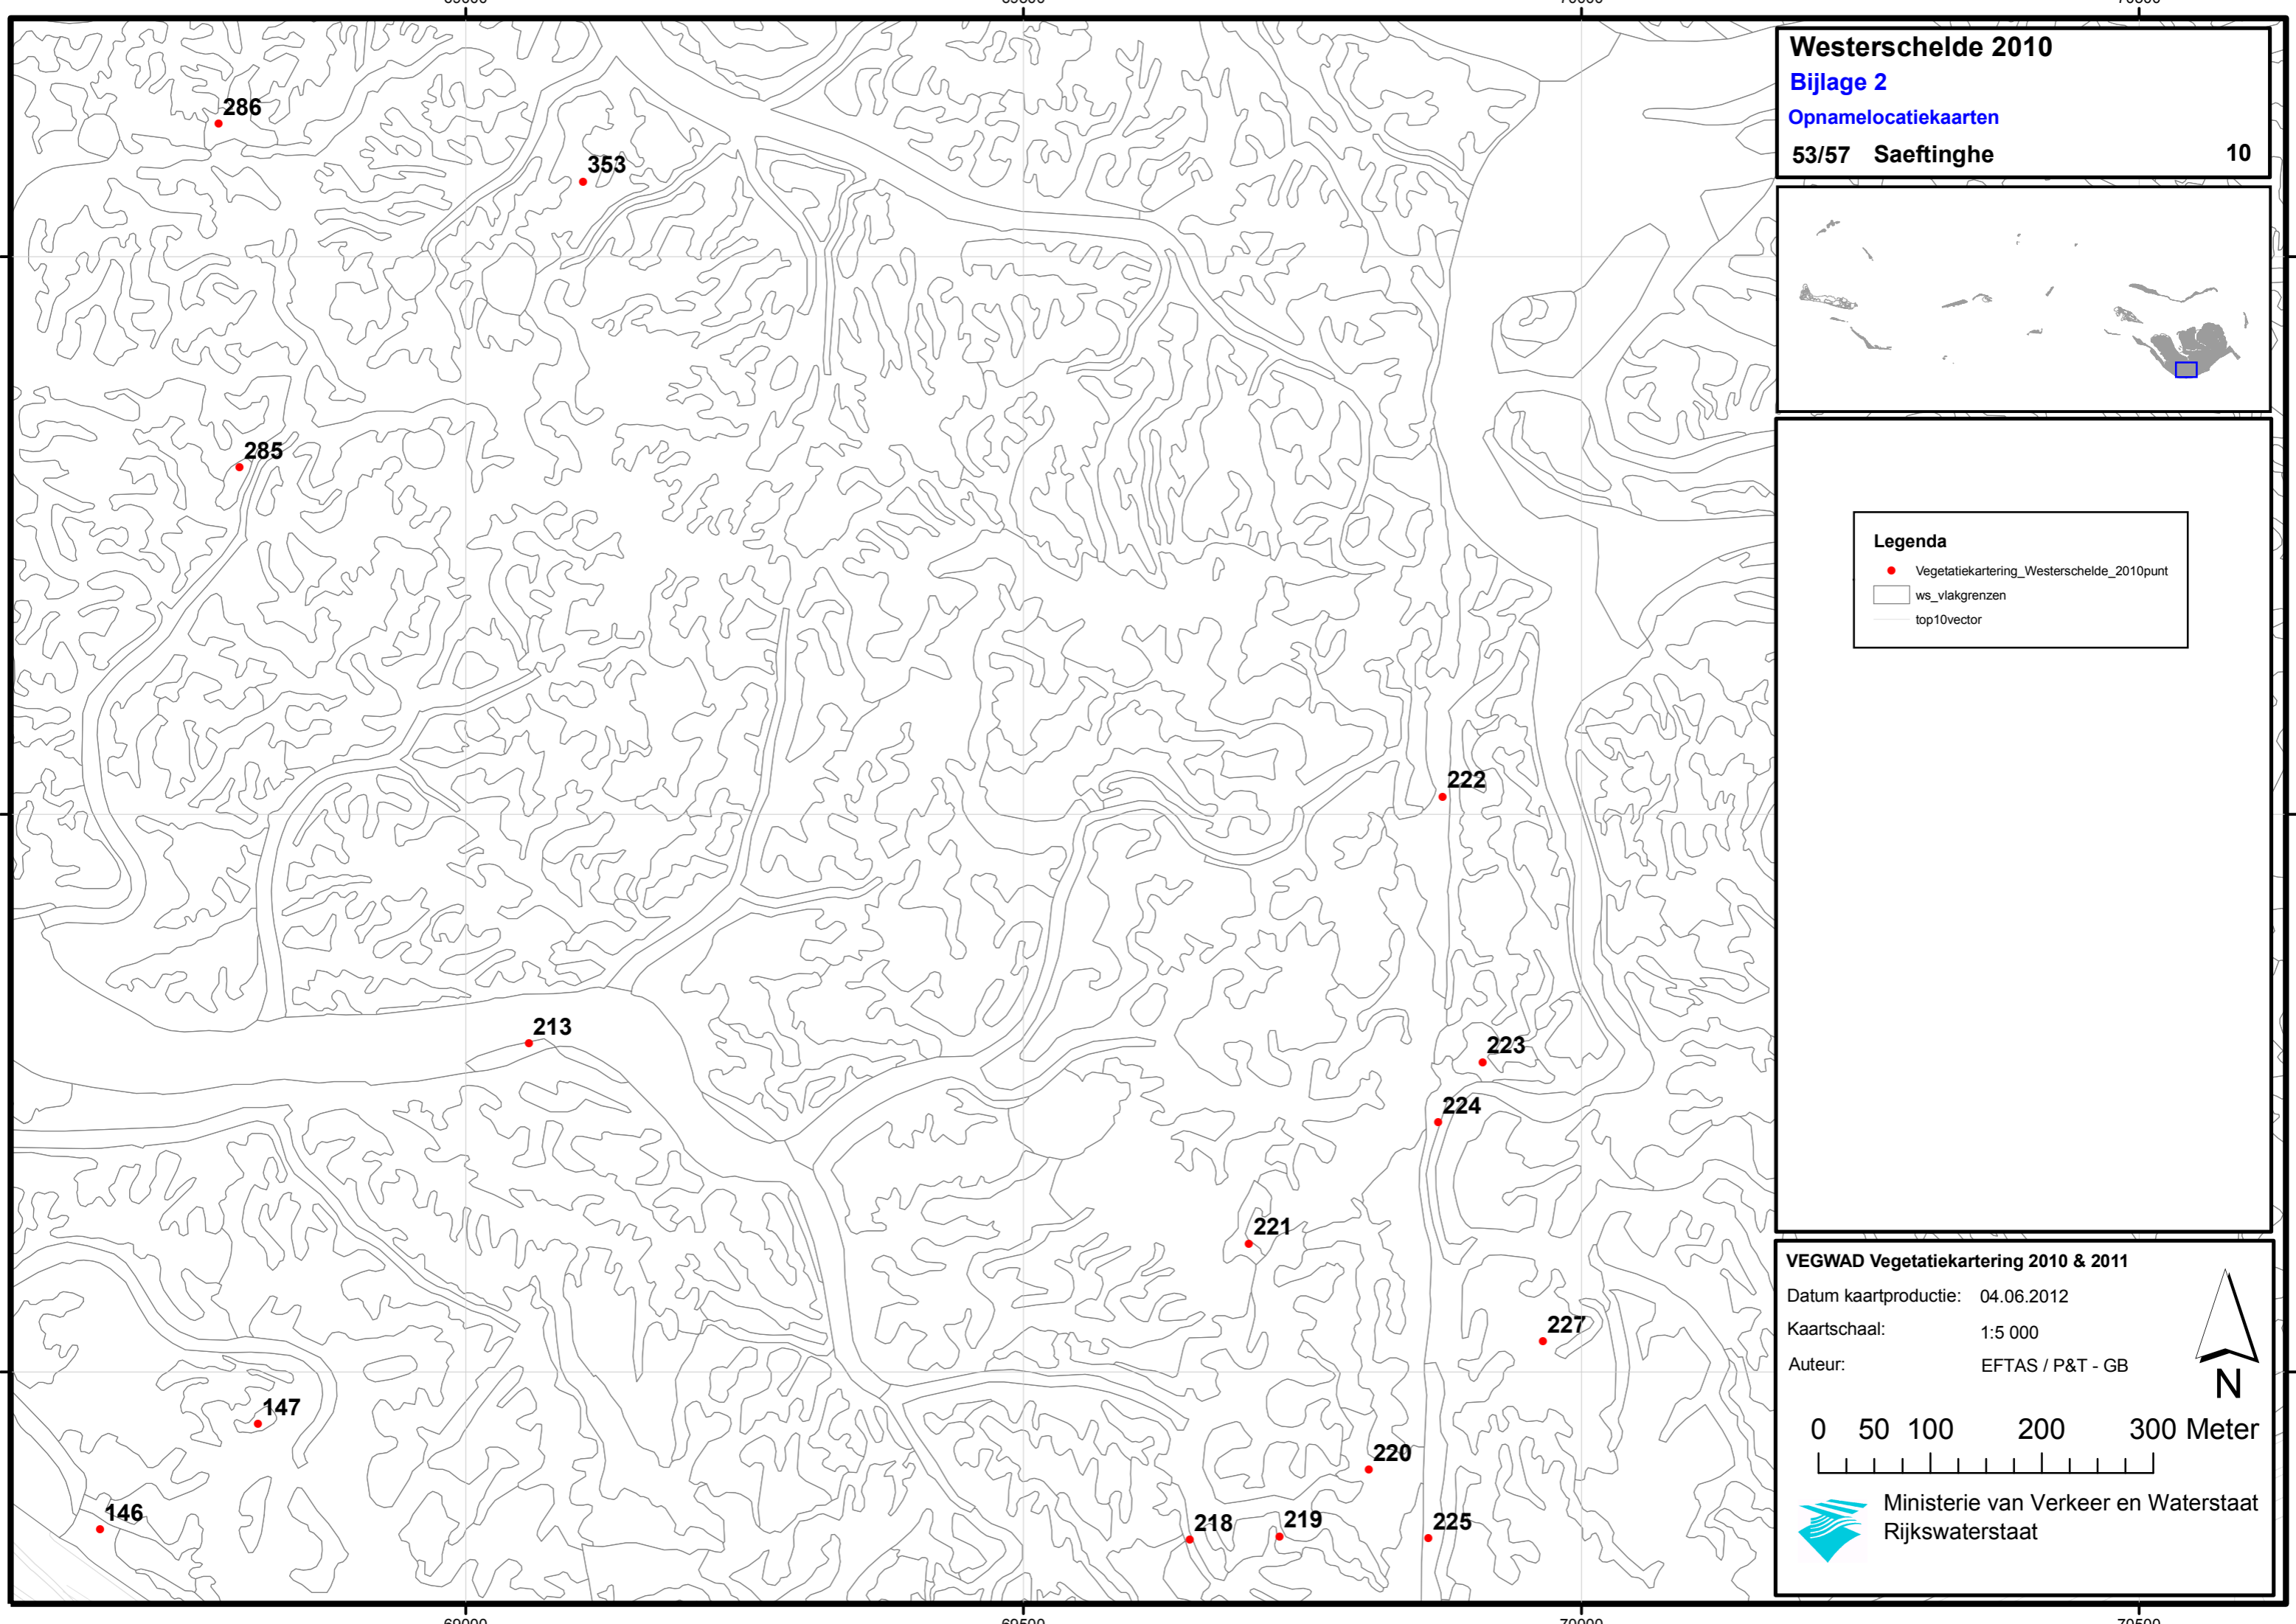 Westerschelde 2010
Bijlage 2
Opnamelocatiekaarten
53/57 Saeftinghe 10
286
353
285
222
213
223
224
221
227
147
220
146
218
219
225
Legenda
Vegetatiekartering_Westerschelde_2010punt
ws_vlakgrenzen
top10vector
VEGWAD Vegetatiekartering 2010 & 2011
Datum kaartproductie: 04.06.2012
Kaartschaal: 1:5 000
Auteur: EFTAS / P&T - GB
N
0 50 100 200 300 Meter
Ministerie van Verkeer en Waterstaat
Rijkswaterstaat